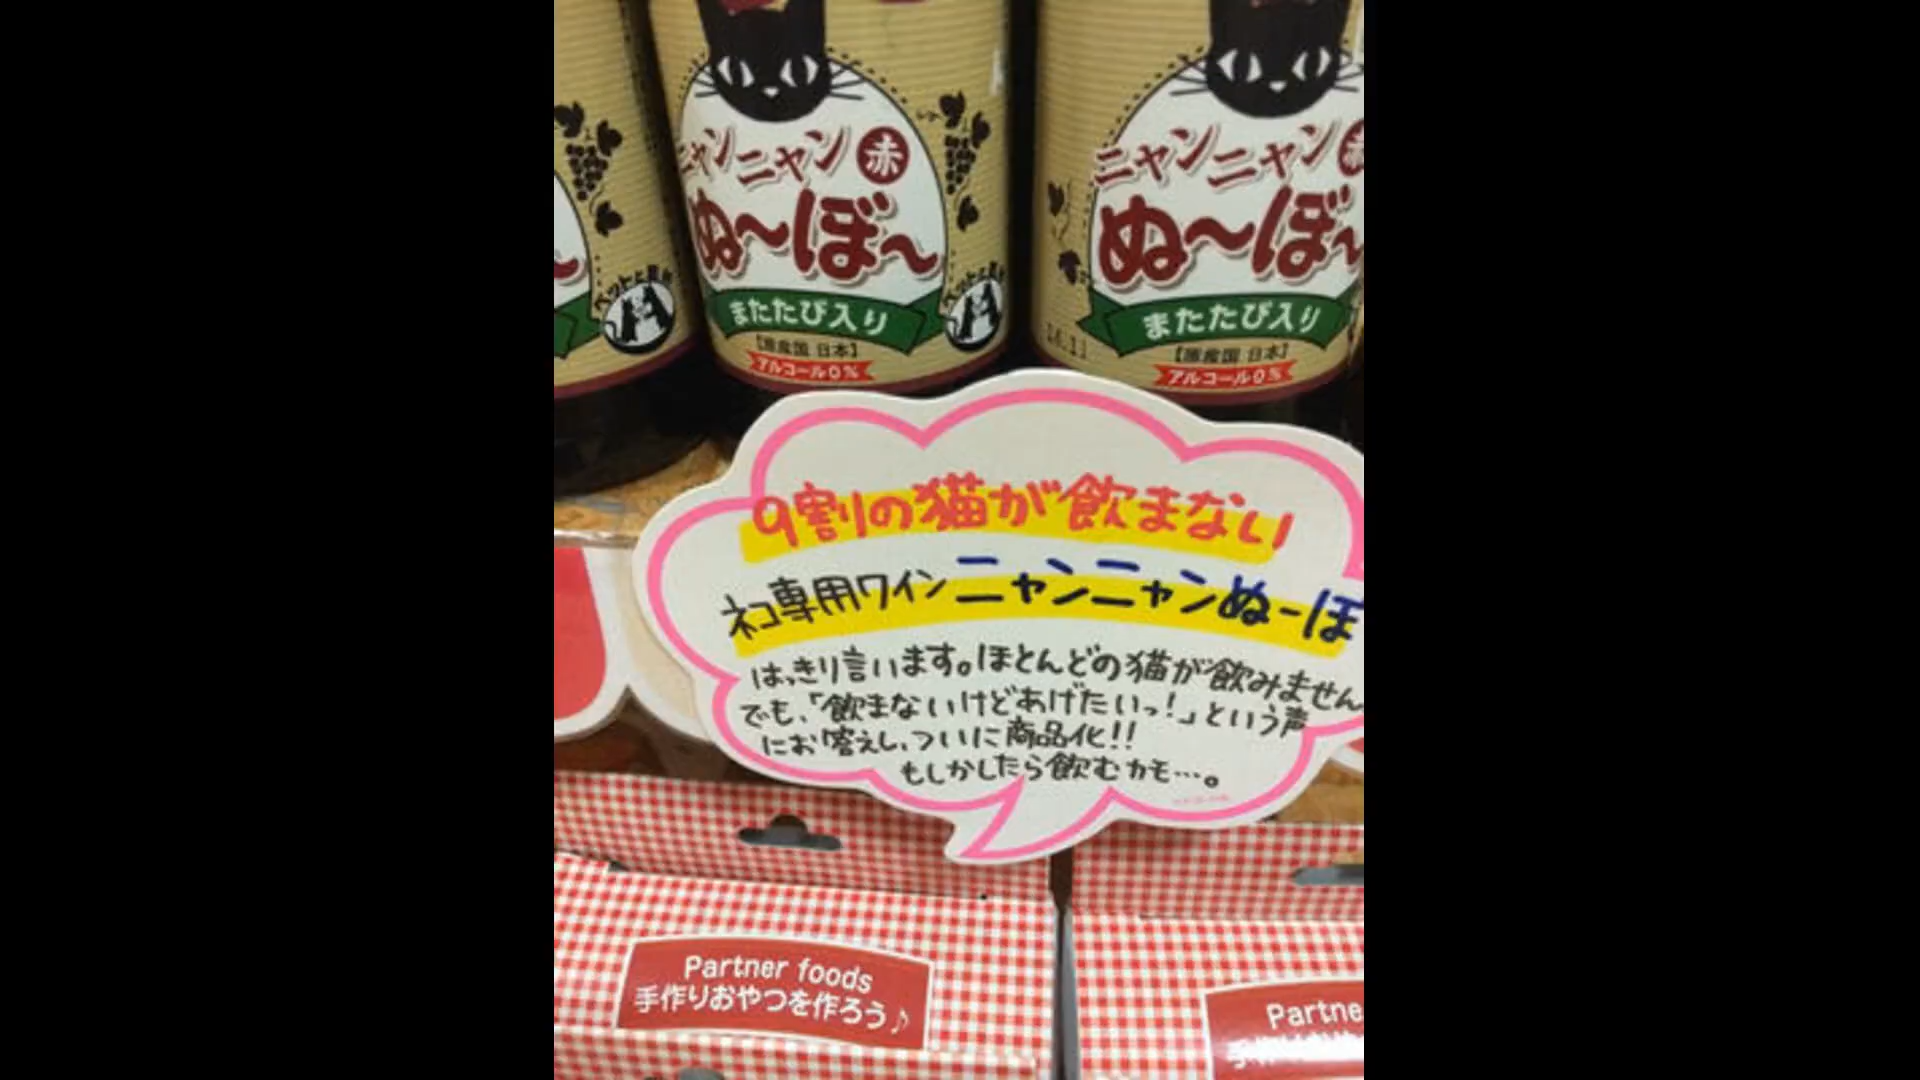 ニャンニャン 赤
ぬ〜ぼ〜
またたび入り
【原産国 日本】
アルコール0%
ニャンニャン
ぬ〜ぼ〜
またたび入り
【原産国 日本】
アルコール0%
16.11
9割の猫が飲まない
ネコ専用ワインニャンニャンぬーぼ
はっきり言います。ほとんどの猫が飲みません
でも、「飲まないけどあげたいっ!」という声
にお答えし、ついに商品化!!
もしかしたら飲むカモ…。
Partner foods
手作りおやつを作ろう♪
Partne